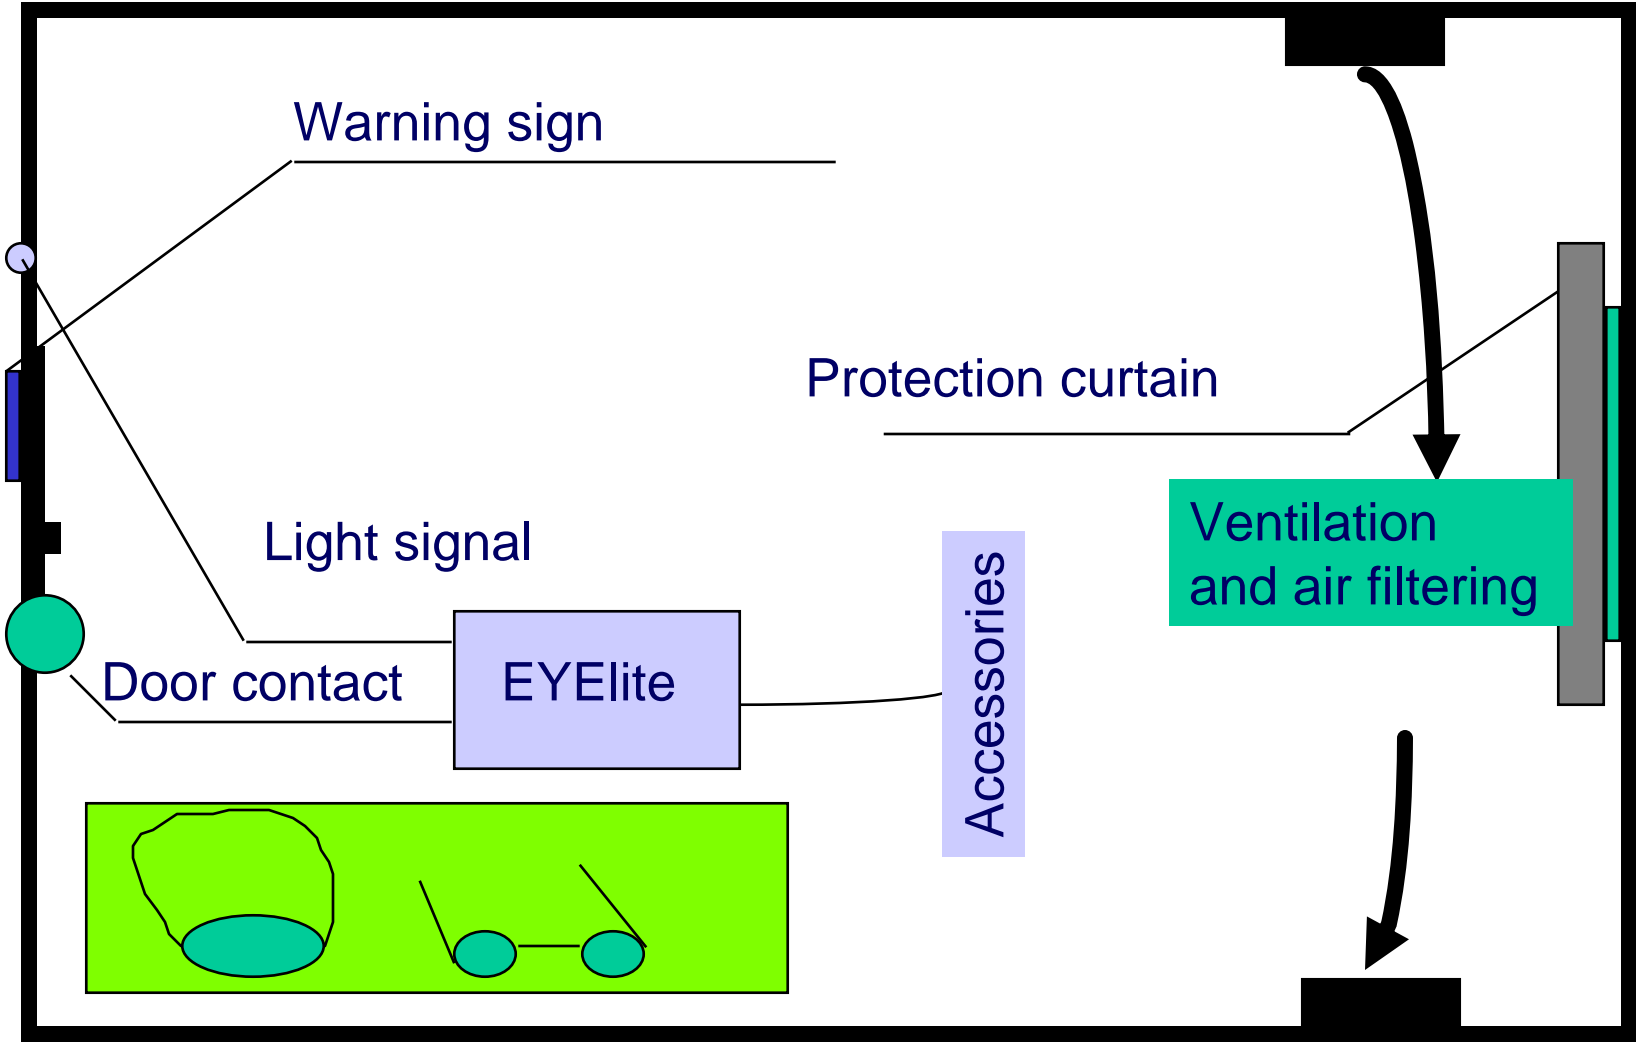 Warning sign
Protection curtain
Light signal
Ventilation
and air filtering
Accessories
Door contact
EYElite